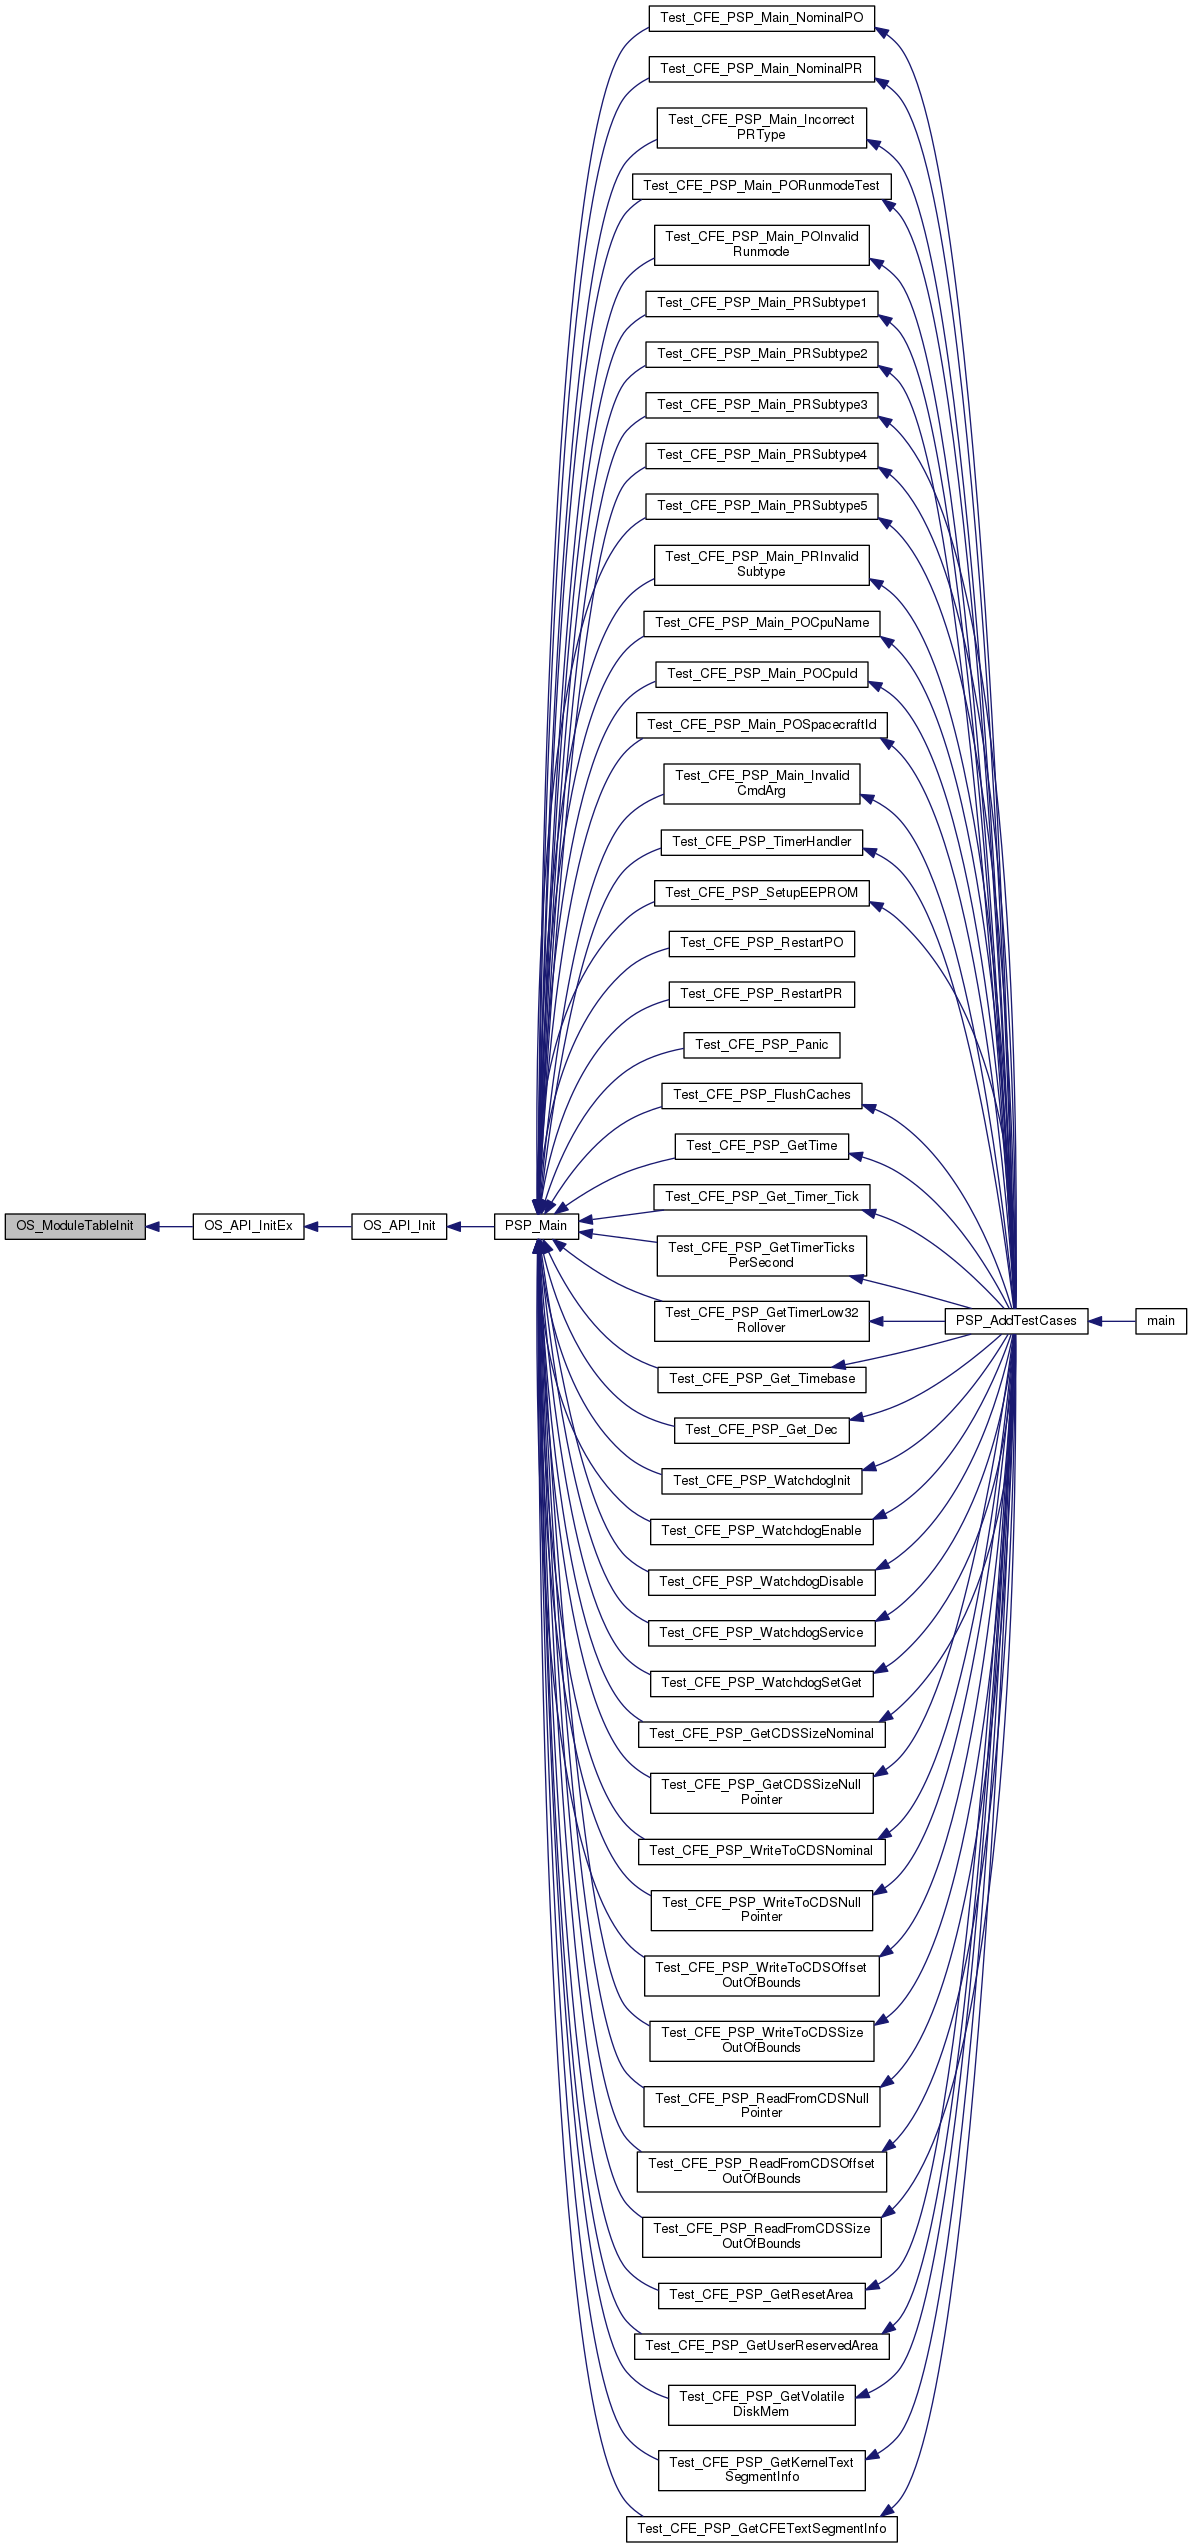 Test_CFE_PSP_Main_NominalPO
Test_CFE_PSP_Main_NominalPR
Test_CFE_PSP_Main_Incorrect
PRType
Test_CFE_PSP_Main_PORunmodeTest
Test_CFE_PSP_Main_POInvalid
Runmode
Test_CFE_PSP_Main_PRSubtype1
Test_CFE_PSP_Main_PRSubtype2
Test_CFE_PSP_Main_PRSubtype3
Test_CFE_PSP_Main_PRSubtype4
Test_CFE_PSP_Main_PRSubtype5
Test_CFE_PSP_Main_PRInvalid
Subtype
Test_CFE_PSP_Main_POCpuName
Test_CFE_PSP_Main_POCpuId
Test_CFE_PSP_Main_POSpacecraftId
Test_CFE_PSP_Main_Invalid
CmdArg
Test_CFE_PSP_TimerHandler
Test_CFE_PSP_SetupEEPROM
Test_CFE_PSP_RestartPO
Test_CFE_PSP_RestartPR
Test_CFE_PSP_Panic
Test_CFE_PSP_FlushCaches
Test_CFE_PSP_GetTime
Test_CFE_PSP_Get_Timer_Tick
OS_ModuleTableInit
OS_API_InitEx
OS_API_Init
PSP_Main
Test_CFE_PSP_GetTimerTicks
PerSecond
Test_CFE_PSP_GetTimerLow32
Rollover
PSP_AddTestCases
main
Test_CFE_PSP_Get_Timebase
Test_CFE_PSP_Get_Dec
Test_CFE_PSP_WatchdogInit
Test_CFE_PSP_WatchdogEnable
Test_CFE_PSP_WatchdogDisable
Test_CFE_PSP_WatchdogService
Test_CFE_PSP_WatchdogSetGet
Test_CFE_PSP_GetCDSSizeNominal
Test_CFE_PSP_GetCDSSizeNull
Pointer
Test_CFE_PSP_WriteToCDSNominal
Test_CFE_PSP_WriteToCDSNull
Pointer
Test_CFE_PSP_WriteToCDSOffset
OutOfBounds
Test_CFE_PSP_WriteToCDSSize
OutOfBounds
Test_CFE_PSP_ReadFromCDSNull
Pointer
Test_CFE_PSP_ReadFromCDSOffset
OutOfBounds
Test_CFE_PSP_ReadFromCDSSize
OutOfBounds
Test_CFE_PSP_GetResetArea
Test_CFE_PSP_GetUserReservedArea
Test_CFE_PSP_GetVolatile
DiskMem
Test_CFE_PSP_GetKernelText
SegmentInfo
Test_CFE_PSP_GetCFETextSegmentInfo